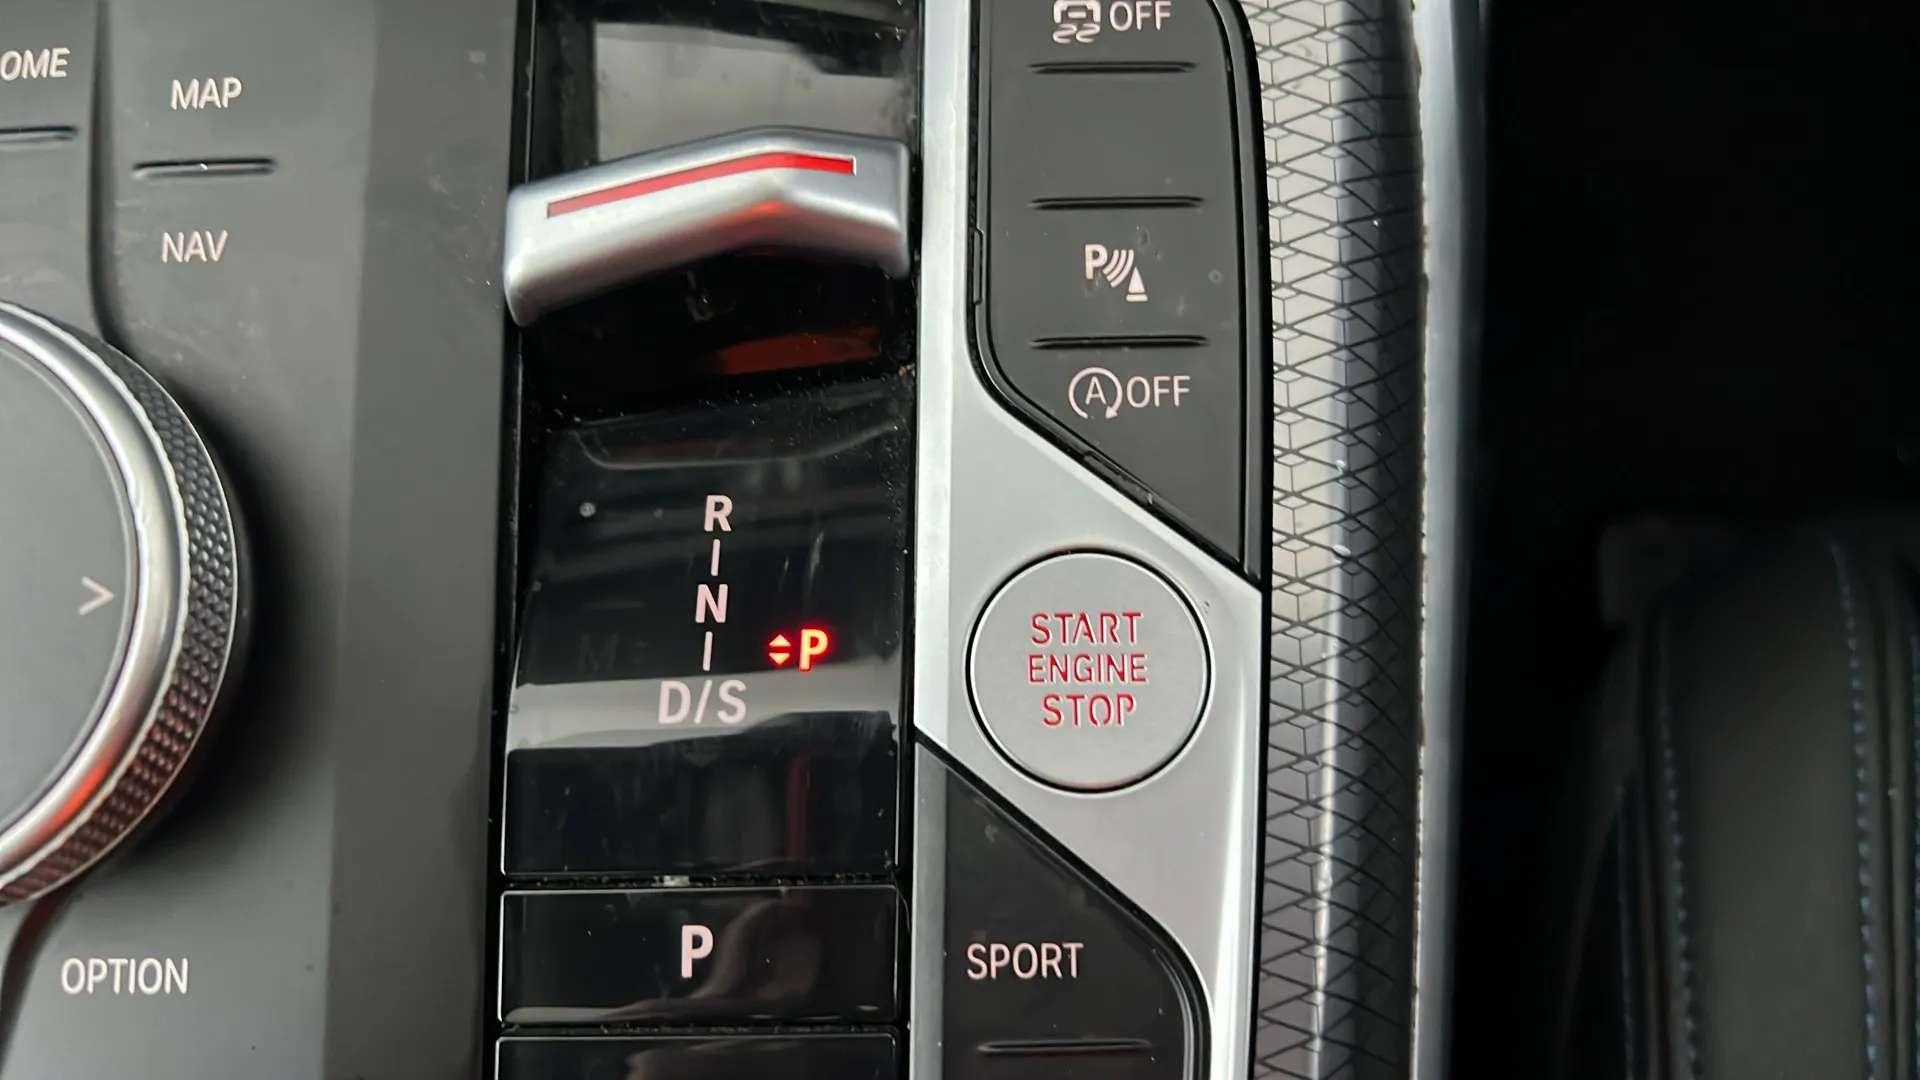 OFF
OME
MAP
NAV
P
A OFF
R
N
P
D/S
START
ENGINE
STOP
P
SPORT
OPTION